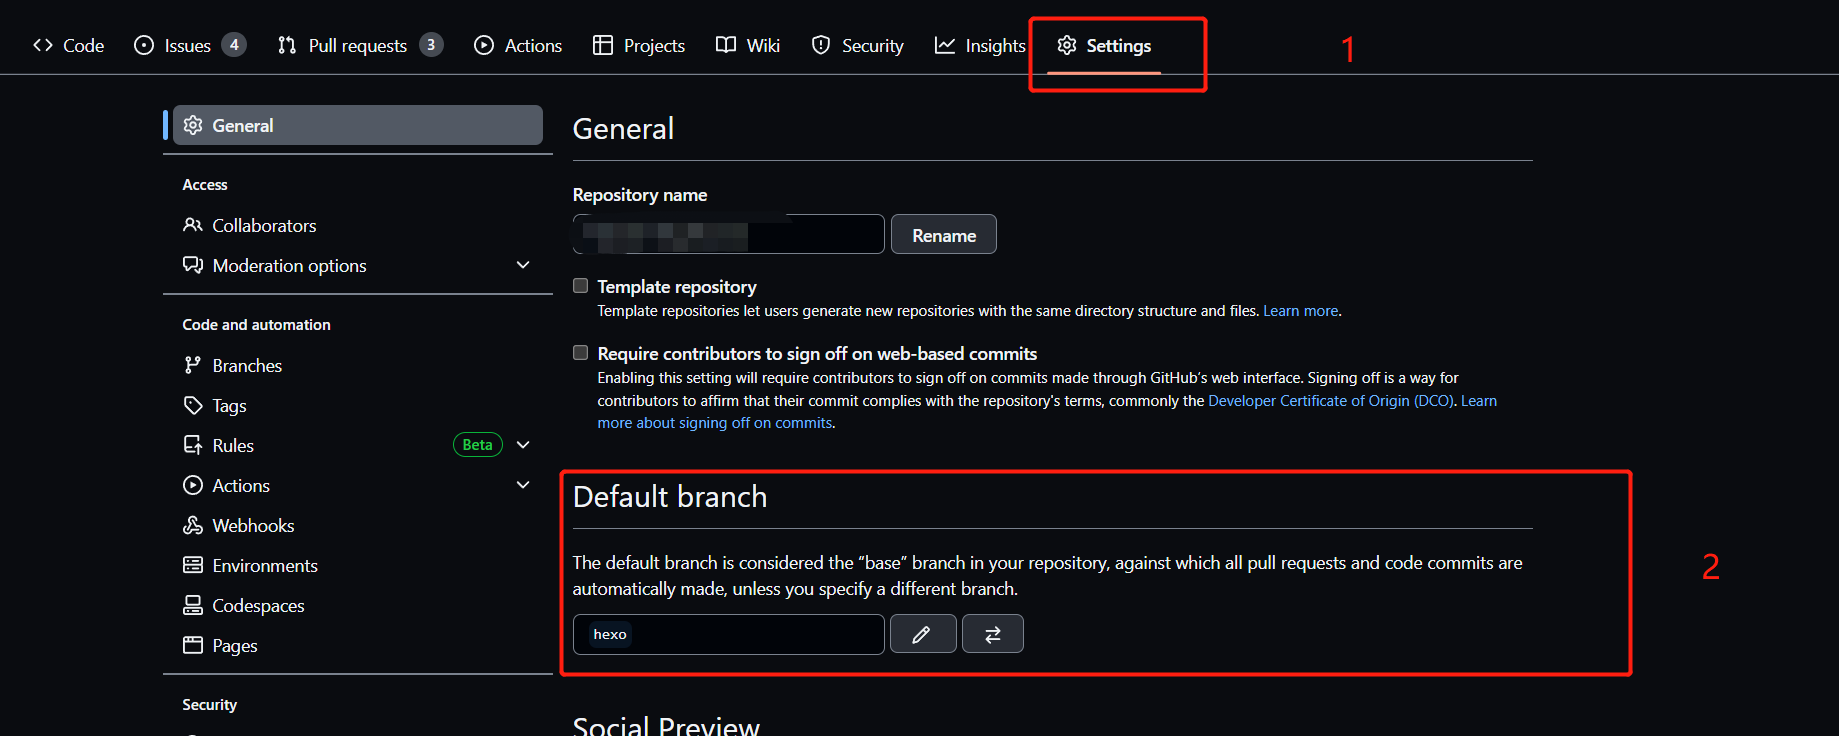 Code Issues 4 Pull requests 3 Actions Projects Wiki Security Insights Settings 1
General
Access
Collaborators
Moderation options
Code and automation
Branches
Tags
Rules Beta
Actions
Webhooks
Environments
Codespaces
Pages
Security
General
Repository name
Rename
Template repository
Template repositories let users generate new repositories with the same directory structure and files. Learn more.
Require contributors to sign off on web-based commits
Enabling this setting will require contributors to sign off on commits made through GitHub's web interface. Signing off is a way for
contributors to affirm that their commit complies with the repository's terms, commonly the Developer Certificate of Origin (DCO). Learn
more about signing off on commits.
Default branch
The default branch is considered the “base” branch in your repository, against which all pull requests and code commits are
automatically made, unless you specify a different branch.
2
hexo
Social Preview